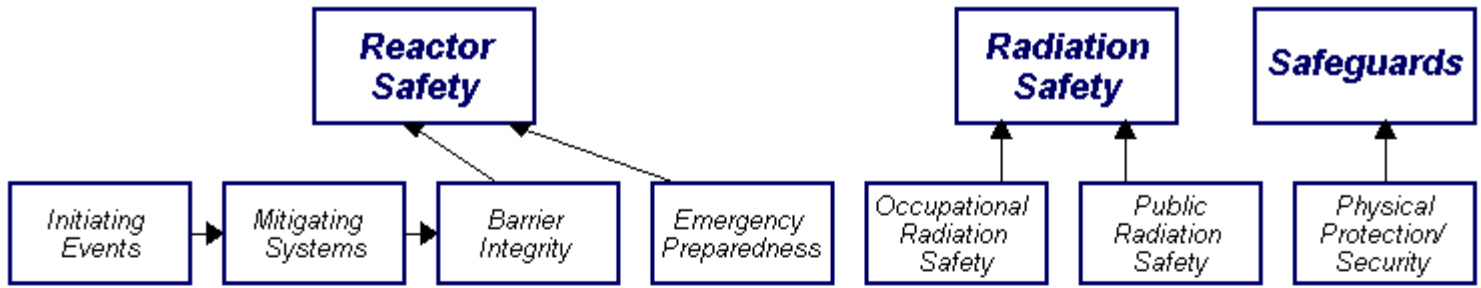 Reactor
Safety
Radiation
Safety
Safeguards
Initiating
Events
Mitigating
Systems
Barrier
Integrity
Emergency
Preparedness
Occupational
Radiation
Safety
Public
Radiation
Safety
Physical
Protection/
Security